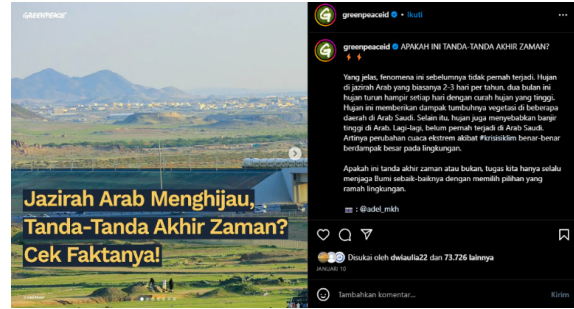 GREENPEACE
Jazirah Arab Menghijau,
Tanda-Tanda Akhir Zaman?
Cek Faktanya!
greenpeaceid • Ikuti
greenpeaceid APAKAH INI TANDA-TANDA AKHIR ZAMAN?
Yang jelas, fenomena ini sebelumnya tidak pernah terjadi. Hujan
di jazirah Arab yang biasanya 2-3 hari per tahun, dua bulan ini
hujan turun hampir setiap hari dengan curah hujan yang tinggi.
Hujan ini memberikan dampak tumbuhnya vegetasi di beberapa
daerah di Arab Saudi. Selain itu, hujan juga menyebabkan banjir
tinggi di Arab. Lagi-lagi, belum pernah terjadi di Arab Saudi.
Artinya perubahan cuaca ekstrem akibat #krisisiklim benar-benar
berdampak besar pada lingkungan.
Apakah ini tanda akhir zaman atau bukan, tugas kita hanya selalu
menjaga Bumi sebaik-baiknya dengan memilih pilihan yang
ramah lingkungan.
: @adel_mkh
Disukai oleh dwiaulia22 dan 73.726 lainnya
JANUARI 10
Tambahkan komentar...
Kirim